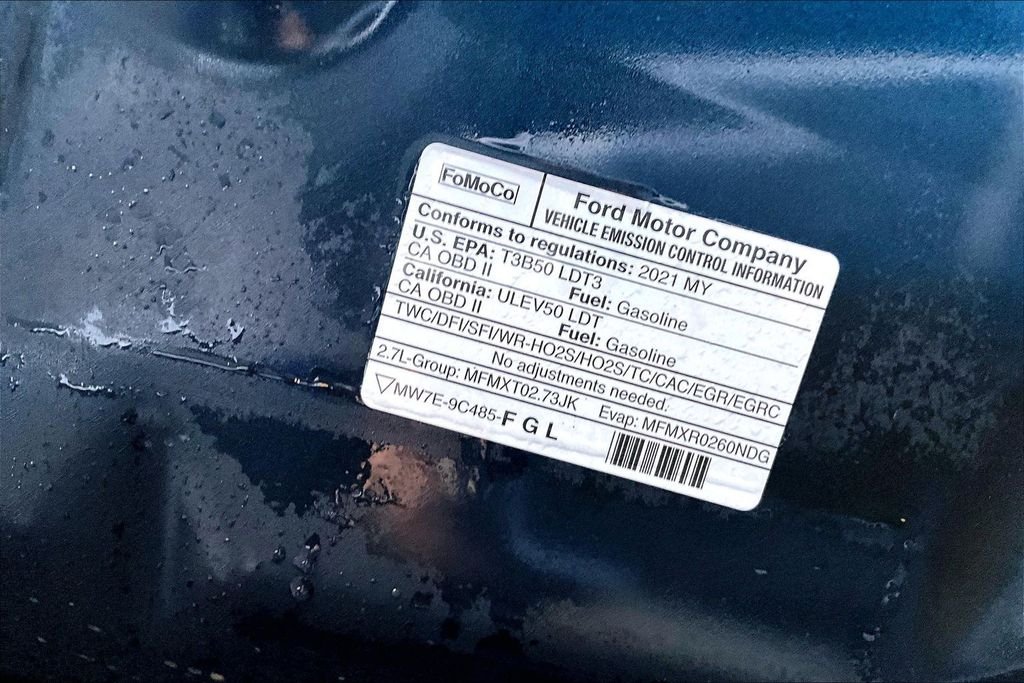 FoMoCo
Ford Motor Company
VEHICLE EMISSION CONTROL INFORMATION
Conforms to regulations: 2021 MY
U.S. EPA: T3B50 LDT3
CA OBD II Fuel: Gasoline
California: ULEV50 LDT
CA OBD II Fuel: Gasoline
TWC/DFI/SFI/WR-HO2S/HO2S/TC/CAC/EGR/EGRC
No adjustments needed.
2.7L-Group: MFMXT02.73JK Evap: MFMXR0260NDG
MW7E-9C485-F G L